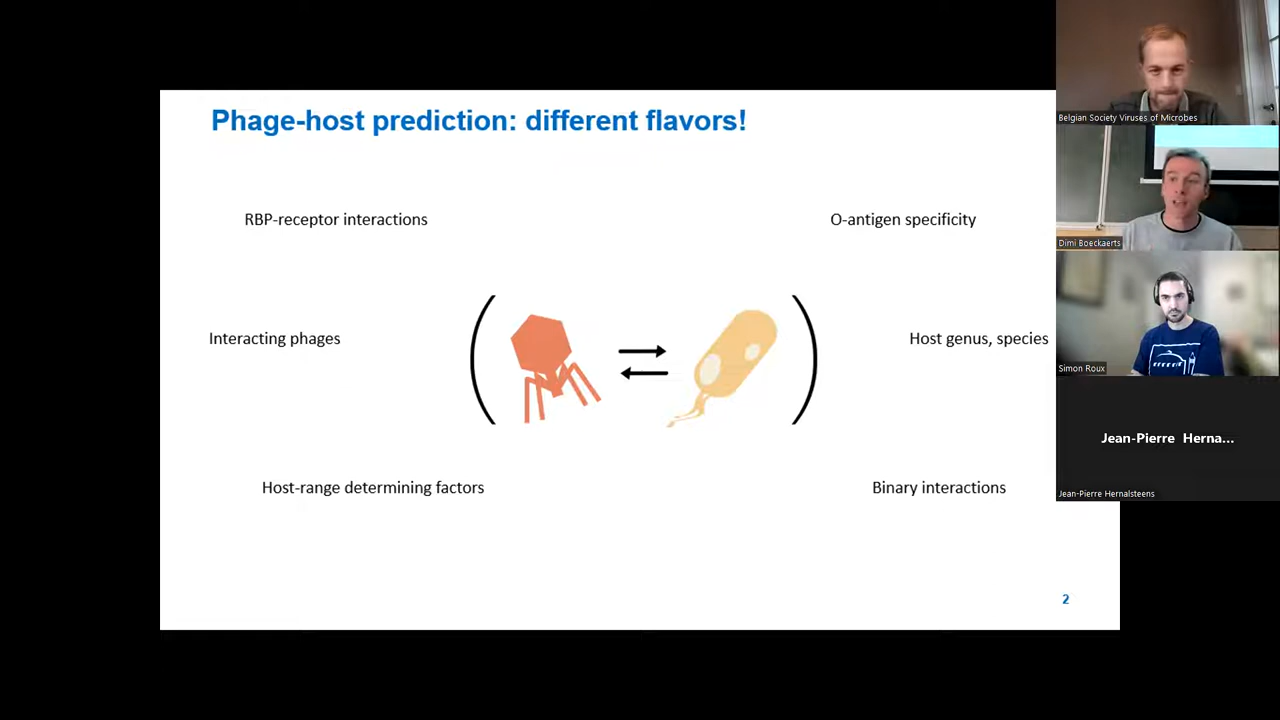 Phage-host prediction: different flavors!
RBP-receptor interactions
O-antigen specificity
Interacting phages
Host genus, species
Host-range determining factors
Binary interactions
2
Belgian Society Viruses of Microbes
Dimi Boeckaerts
Simon Roux
Jean-Pierre Herna...
Jean-Pierre Hernalsteens